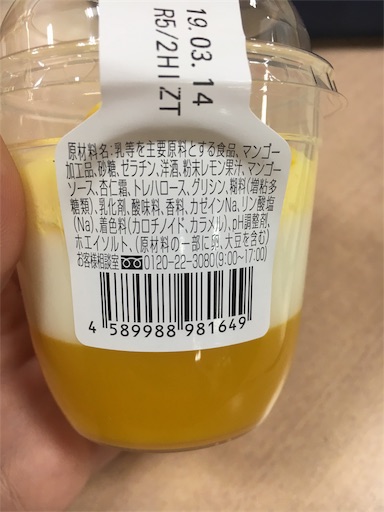 19.03.14
R5/2HIZT
原材料名:乳等を主要原料とする食品、マンゴー
加工品、砂糖、ゼラチン、洋酒、粉末レモン果汁、マンゴー
ソース、杏仁霜、トレハロース、グリシン、糊料(増粘多
糖類)、乳化剤、酸味料、香料、カゼインNa、リン酸塩
(Na)、着色料(カロチノイド、カラメル)、pH調整剤、
ホエイソルト、(原材料の一部に卵、大豆を含む)
お客様相談室 0120-22-3080(9:00~17:00)
4 589988 981649